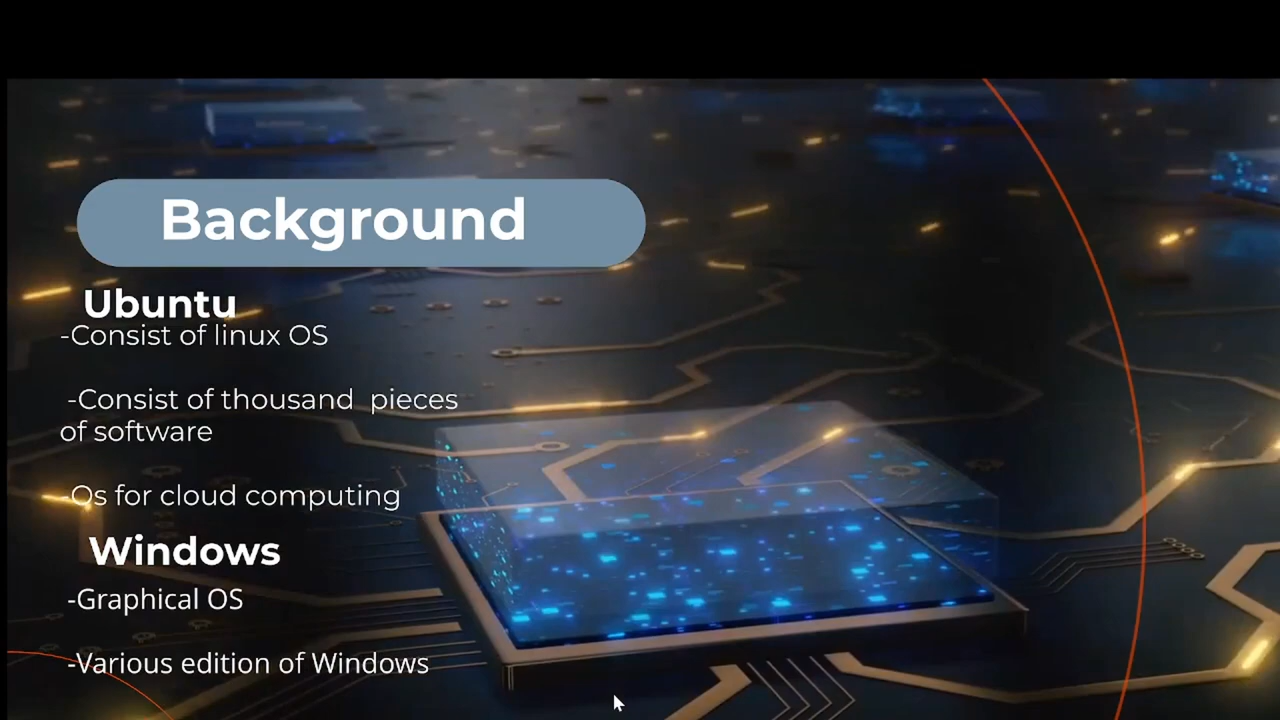 Background
Ubuntu
-Consist of linux OS
-Consist of thousand pieces
of software
-Os for cloud computing
Windows
-Graphical OS
-Various edition of Windows